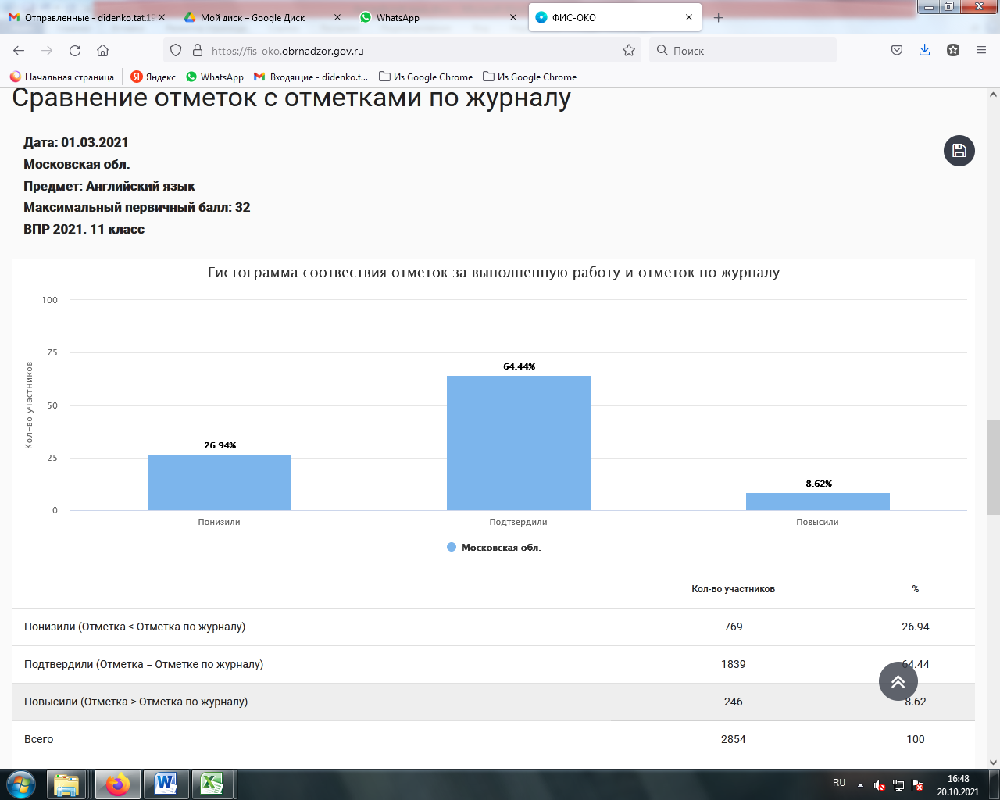 Отправленные - didenko.tat.19
Мой диск – Google Диск
WhatsApp
ФИС-ОКО
https://fis-oko.obrnadzor.gov.ru
Поиск
Начальная страница
Яндекс
WhatsApp
Входящие - didenko.t...
Из Google Chrome
Из Google Chrome
Сравнение отметок с отметками по журналу
Дата: 01.03.2021
Московская обл.
Предмет: Английский язык
Максимальный первичный балл: 32
ВПР 2021. 11 класс
Гистограмма соотвествия отметок за выполненную работу и отметок по журналу
Кол-во участников
100
75
50
25
0
26.94%
64.44%
8.62%
Понизили
Подтвердили
Повысили
Московская обл.
Кол-во участников %
Понизили (Отметка < Отметка по журналу) 769 26.94
Подтвердили (Отметка = Отметке по журналу) 1839 64.44
Повысили (Отметка > Отметка по журналу) 246 8.62
Всего 2854 100
RU
16:48
20.10.2021